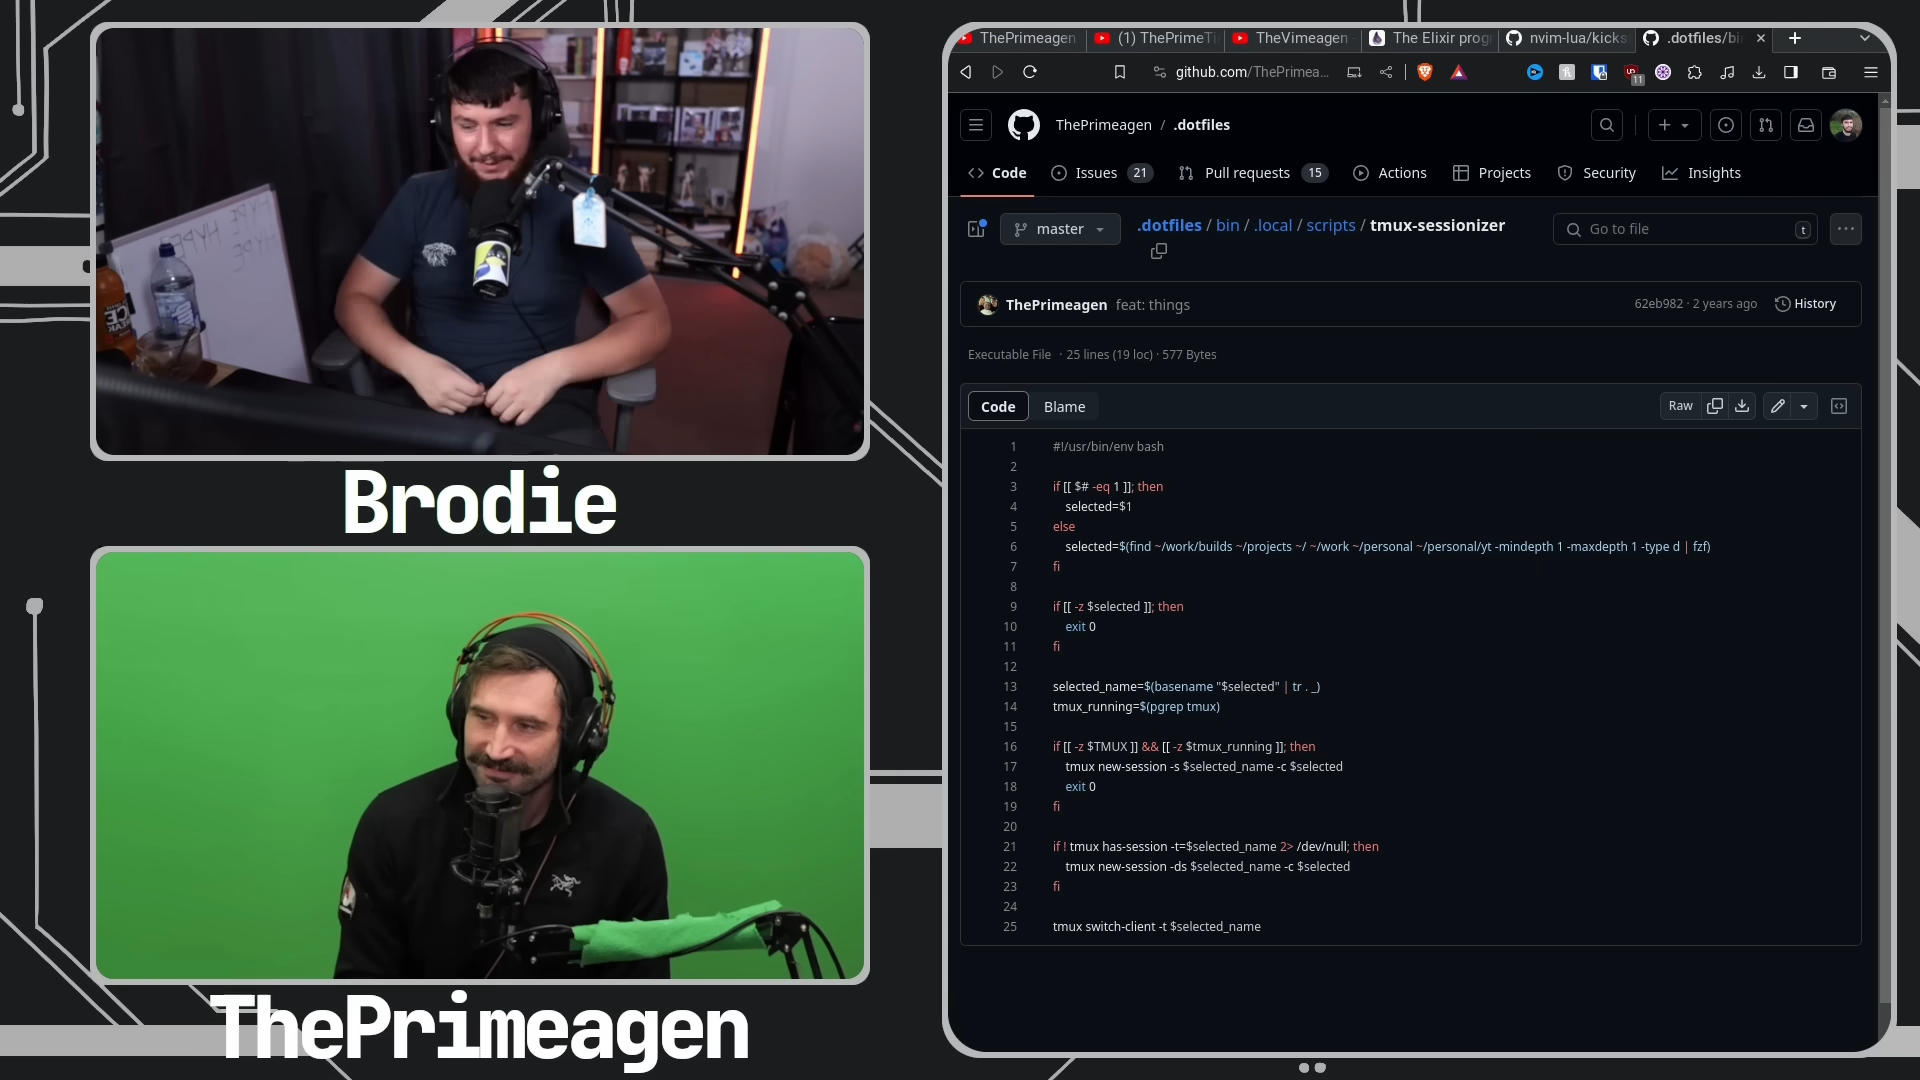 Brodie
ThePrimeagen
ThePrimeagen
(1) ThePrimeTi
TheVimeagen -
The Elixir prog
nvim-lua/kicks
.dotfiles/bi
github.com/ThePrimea...
11
ThePrimeagen / .dotfiles
Code
Issues 21
Pull requests 15
Actions
Projects
Security
Insights
master
.dotfiles / bin / .local / scripts / tmux-sessionizer
Go to file
t
ThePrimeagen feat: things
62eb982 · 2 years ago
History
Executable File · 25 lines (19 loc) · 577 Bytes
Code
Blame
Raw
1 #!/usr/bin/env bash
2
3 if [[ $# -eq 1 ]]; then
4 selected=$1
5 else
6 selected=$(find ~/work/builds ~/projects ~/ ~/work ~/personal ~/personal/yt -mindepth 1 -maxdepth 1 -type d | fzf)
7 fi
8
9 if [[ -z $selected ]]; then
10 exit 0
11 fi
12
13 selected_name=$(basename "$selected" | tr . _)
14 tmux_running=$(pgrep tmux)
15
16 if [[ -z $TMUX ]] && [[ -z $tmux_running ]]; then
17 tmux new-session -s $selected_name -c $selected
18 exit 0
19 fi
20
21 if ! tmux has-session -t=$selected_name 2> /dev/null; then
22 tmux new-session -ds $selected_name -c $selected
23 fi
24
25 tmux switch-client -t $selected_name